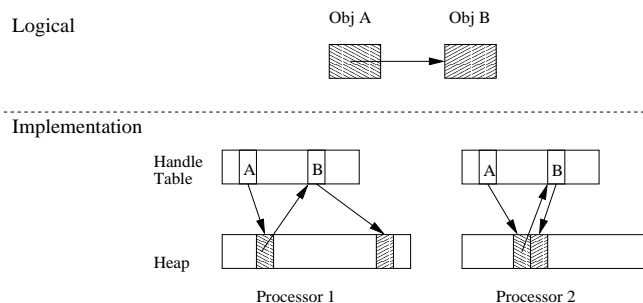 Logical
Obj A
Obj B
Implementation
Handle
Table
A
B
A
B
Heap
Processor 1
Processor 2